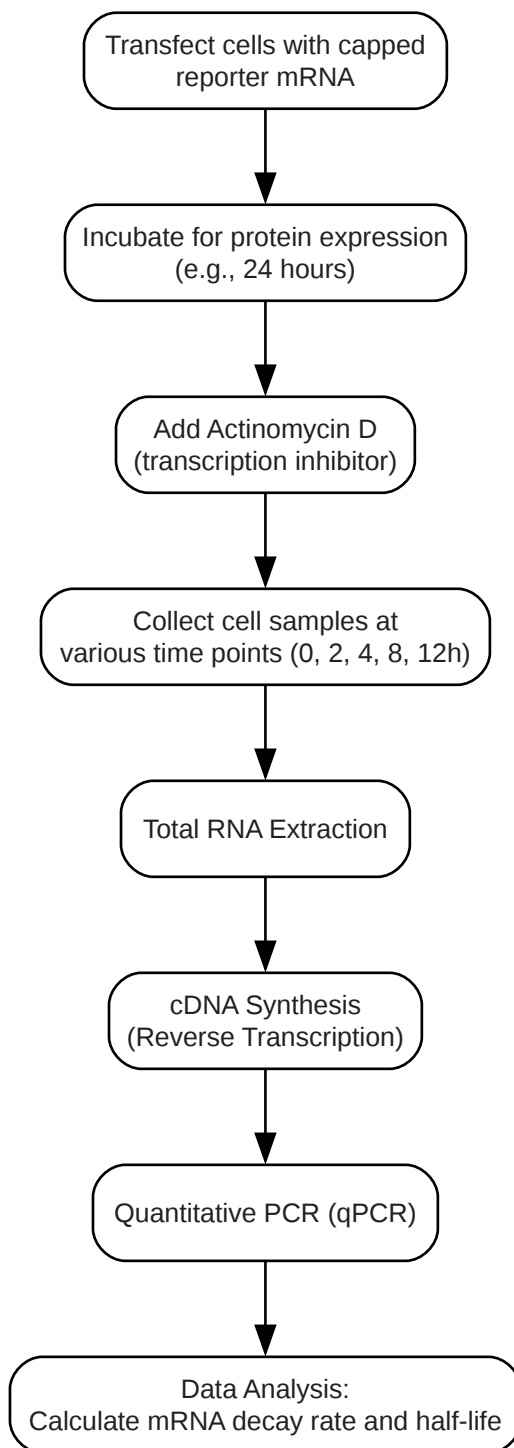 Transfect cells with capped
reporter mRNA
Incubate for protein expression
(e.g., 24 hours)
Add Actinomycin D
(transcription inhibitor)
Collect cell samples at
various time points (0, 2, 4, 8, 12h)
Total RNA Extraction
cDNA Synthesis
(Reverse Transcription)
Quantitative PCR (qPCR)
Data Analysis:
Calculate mRNA decay rate and half-life